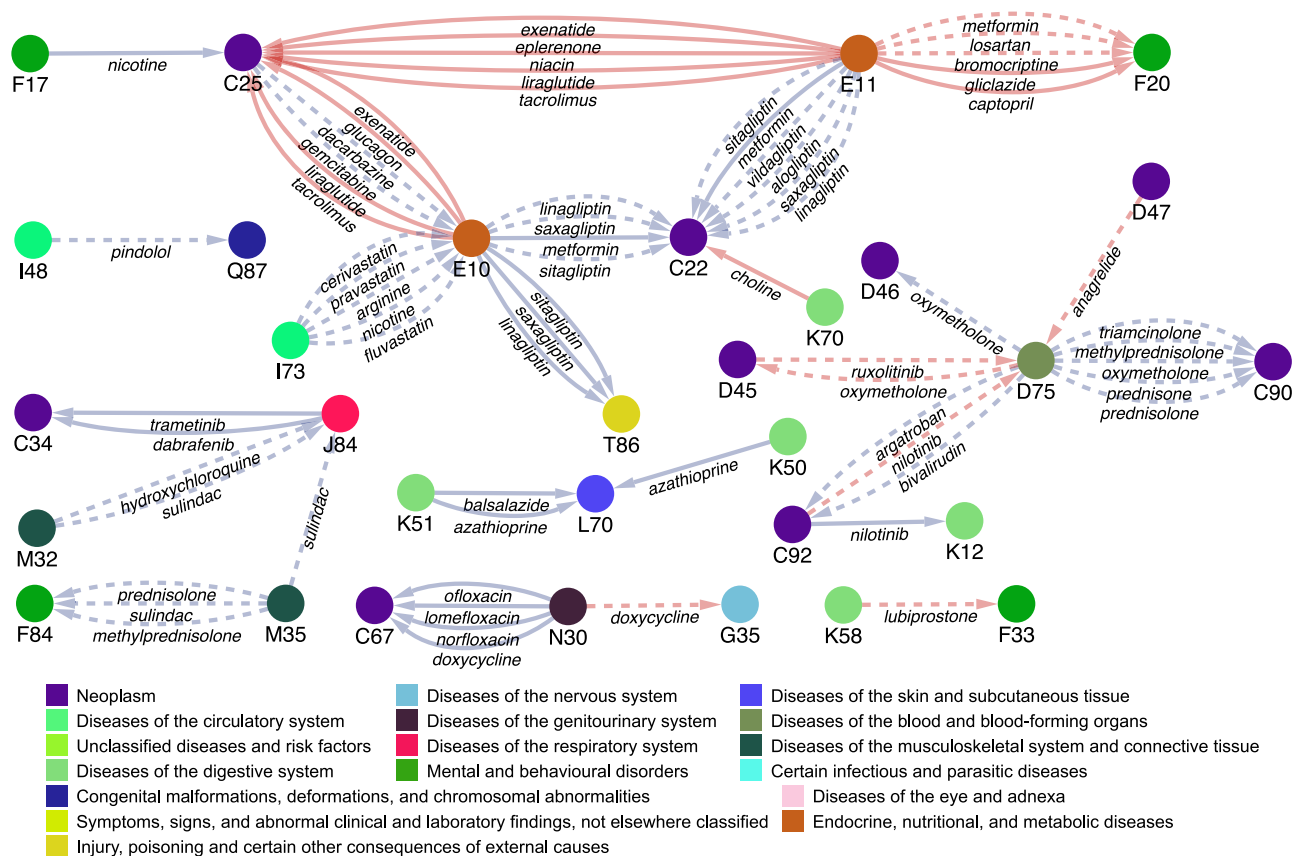 exenatide
eplerenone
niacin
liraglutide
tacrolimus
metformin
losartan
bromocriptine
gliclazide
captopril
F17
nicotine
C25
E11
F20
exenatide
glucagon
dacarbazine
gemcitabine
liraglutide
tacrolimus
sitagliptin
metformin
vildagliptin
alogliptin
saxagliptin
linagliptin
D47
I48
pindolol
Q87
E10
linagliptin
saxagliptin
metformin
sitagliptin
C22
choline
K70
D46
oxymetholone
anagrelide
cerivastatin
pravastatin
arginine
nicotine
fluvastatin
I73
sitagliptin
saxagliptin
linagliptin
T86
D45
ruxolitinib
oxymetholone
D75
triamcinolone
methylprednisolone
oxymetholone
prednisone
prednisolone
C90
C34
trametinib
dabrafenib
J84
hydroxychloroquine
sulindac
sulindac
M32
K51
balsalazide
azathioprine
L70
azathioprine
K50
argatroban
nilotinib
bivalirudin
C92
nilotinib
K12
F84
prednisolone
sulindac
methylprednisolone
M35
C67
ofloxacin
lomefloxacin
norfloxacin
doxycycline
N30
doxycycline
G35
K58
lubiprostone
F33
Neoplasm
Diseases of the nervous system
Diseases of the skin and subcutaneous tissue
Diseases of the circulatory system
Diseases of the genitourinary system
Diseases of the blood and blood-forming organs
Unclassified diseases and risk factors
Diseases of the respiratory system
Diseases of the musculoskeletal system and connective tissue
Diseases of the digestive system
Mental and behavioural disorders
Certain infectious and parasitic diseases
Congenital malformations, deformations, and chromosomal abnormalities
Diseases of the eye and adnexa
Symptoms, signs, and abnormal clinical and laboratory findings, not elsewhere classified
Endocrine, nutritional, and metabolic diseases
Injury, poisoning and certain other consequences of external causes